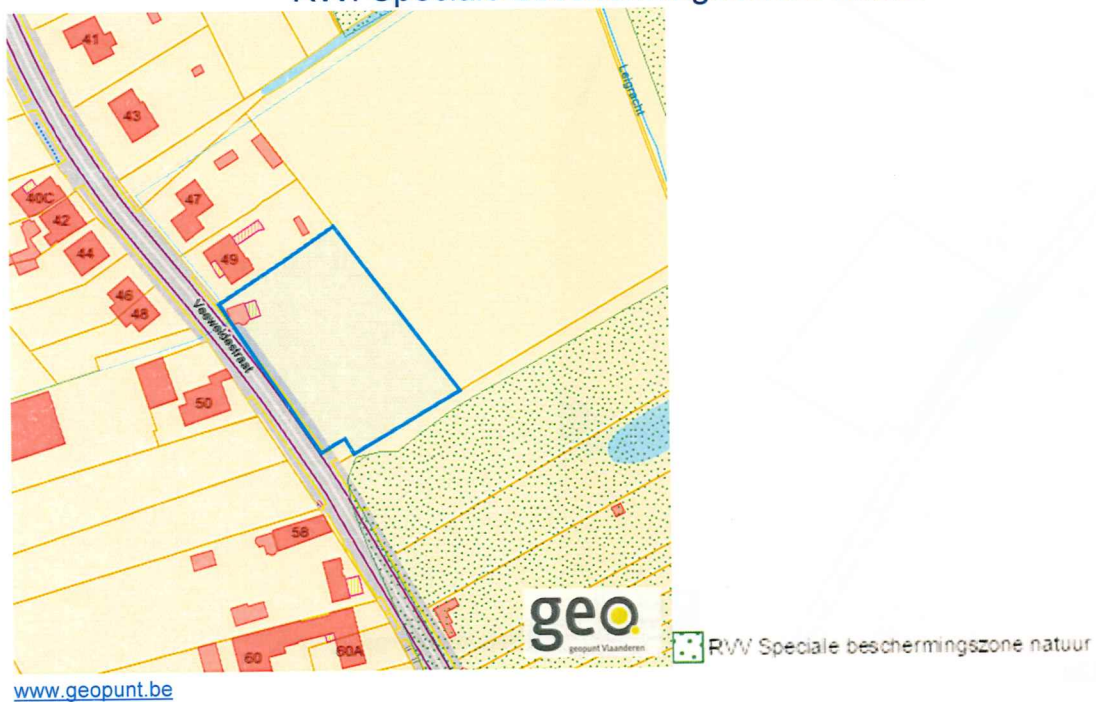 41
43
Leigracht
47
40C
42
44
49
46
48
Veeweidestraat
50
58
60
60A
geo
geopunt Vlaanderen
RVV Speciale beschermingszone natuur
www.geopunt.be